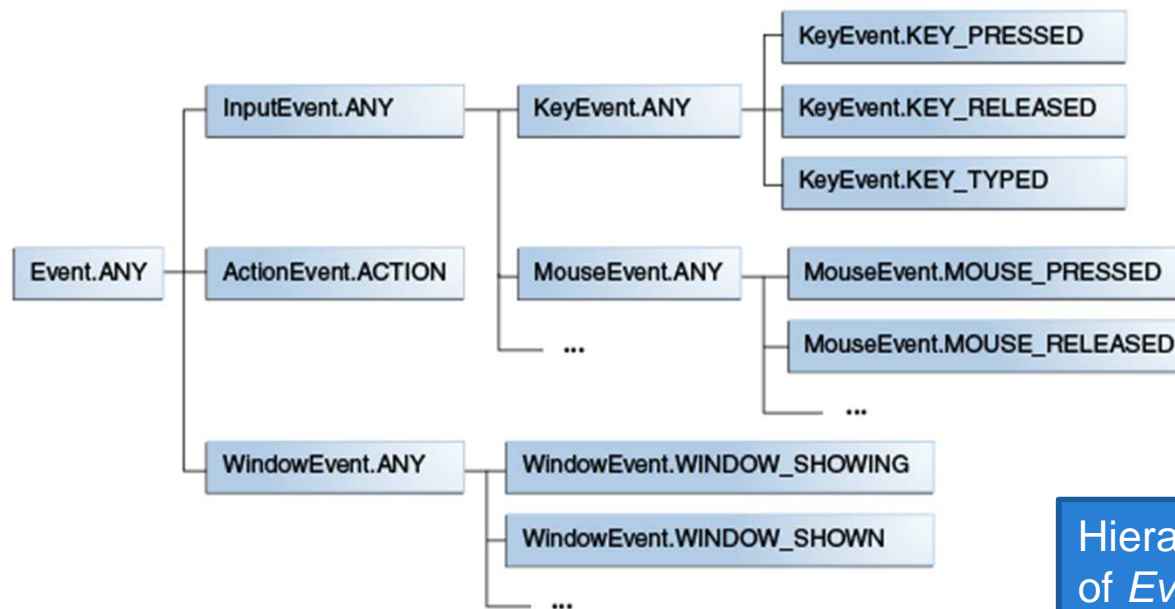 KeyEvent.KEY_PRESSED
InputEvent.ANY
KeyEvent.ANY
KeyEvent.KEY_RELEASED
KeyEvent.KEY_TYPED
Event.ANY
ActionEvent.ACTION
MouseEvent.ANY
MouseEvent.MOUSE_PRESSED
...
MouseEvent.MOUSE_RELEASED
...
WindowEvent.ANY
WindowEvent.WINDOW_SHOWING
WindowEvent.WINDOW_SHOWN
...
of